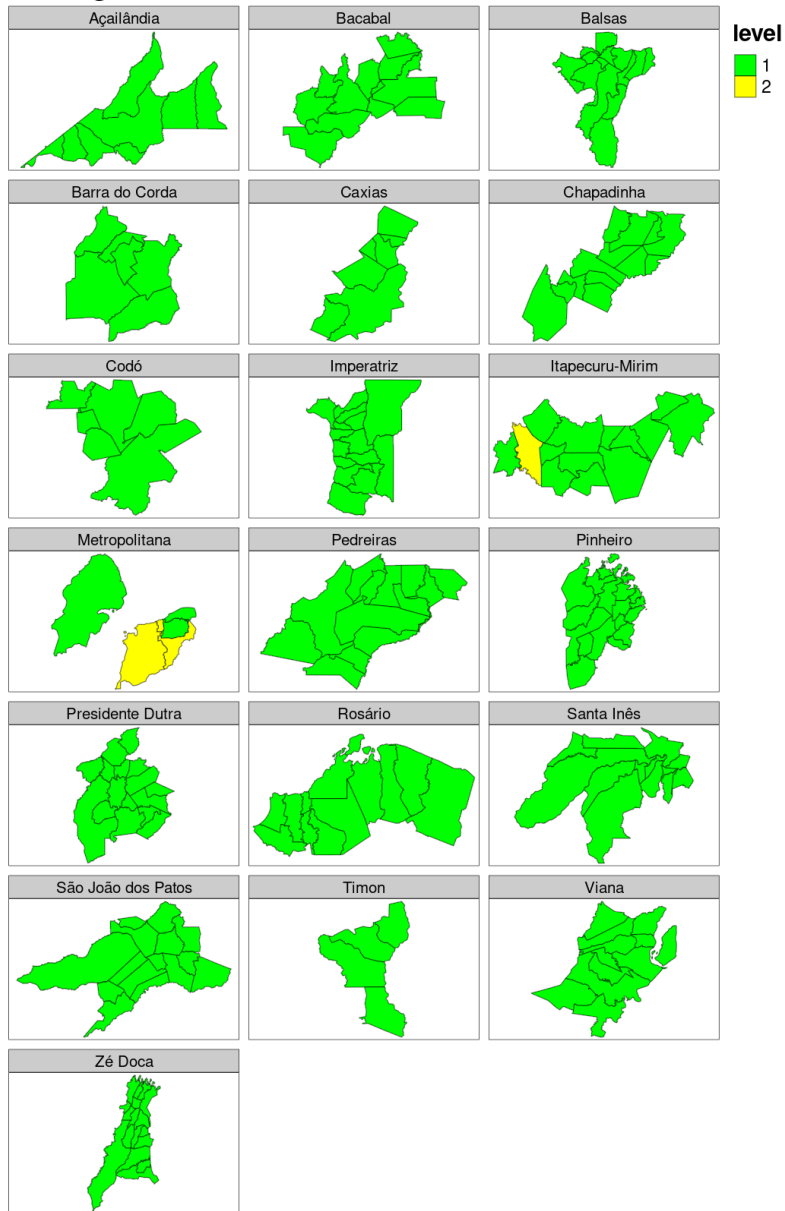 Açailândia
Bacabal
Balsas
level
1
2
Barra do Corda
Caxias
Chapadinha
Codó
Imperatriz
Itapecuru-Mirim
Metropolitana
Pedreiras
Pinheiro
Presidente Dutra
Rosário
Santa Inês
São João dos Patos
Timon
Viana
Zé Doca